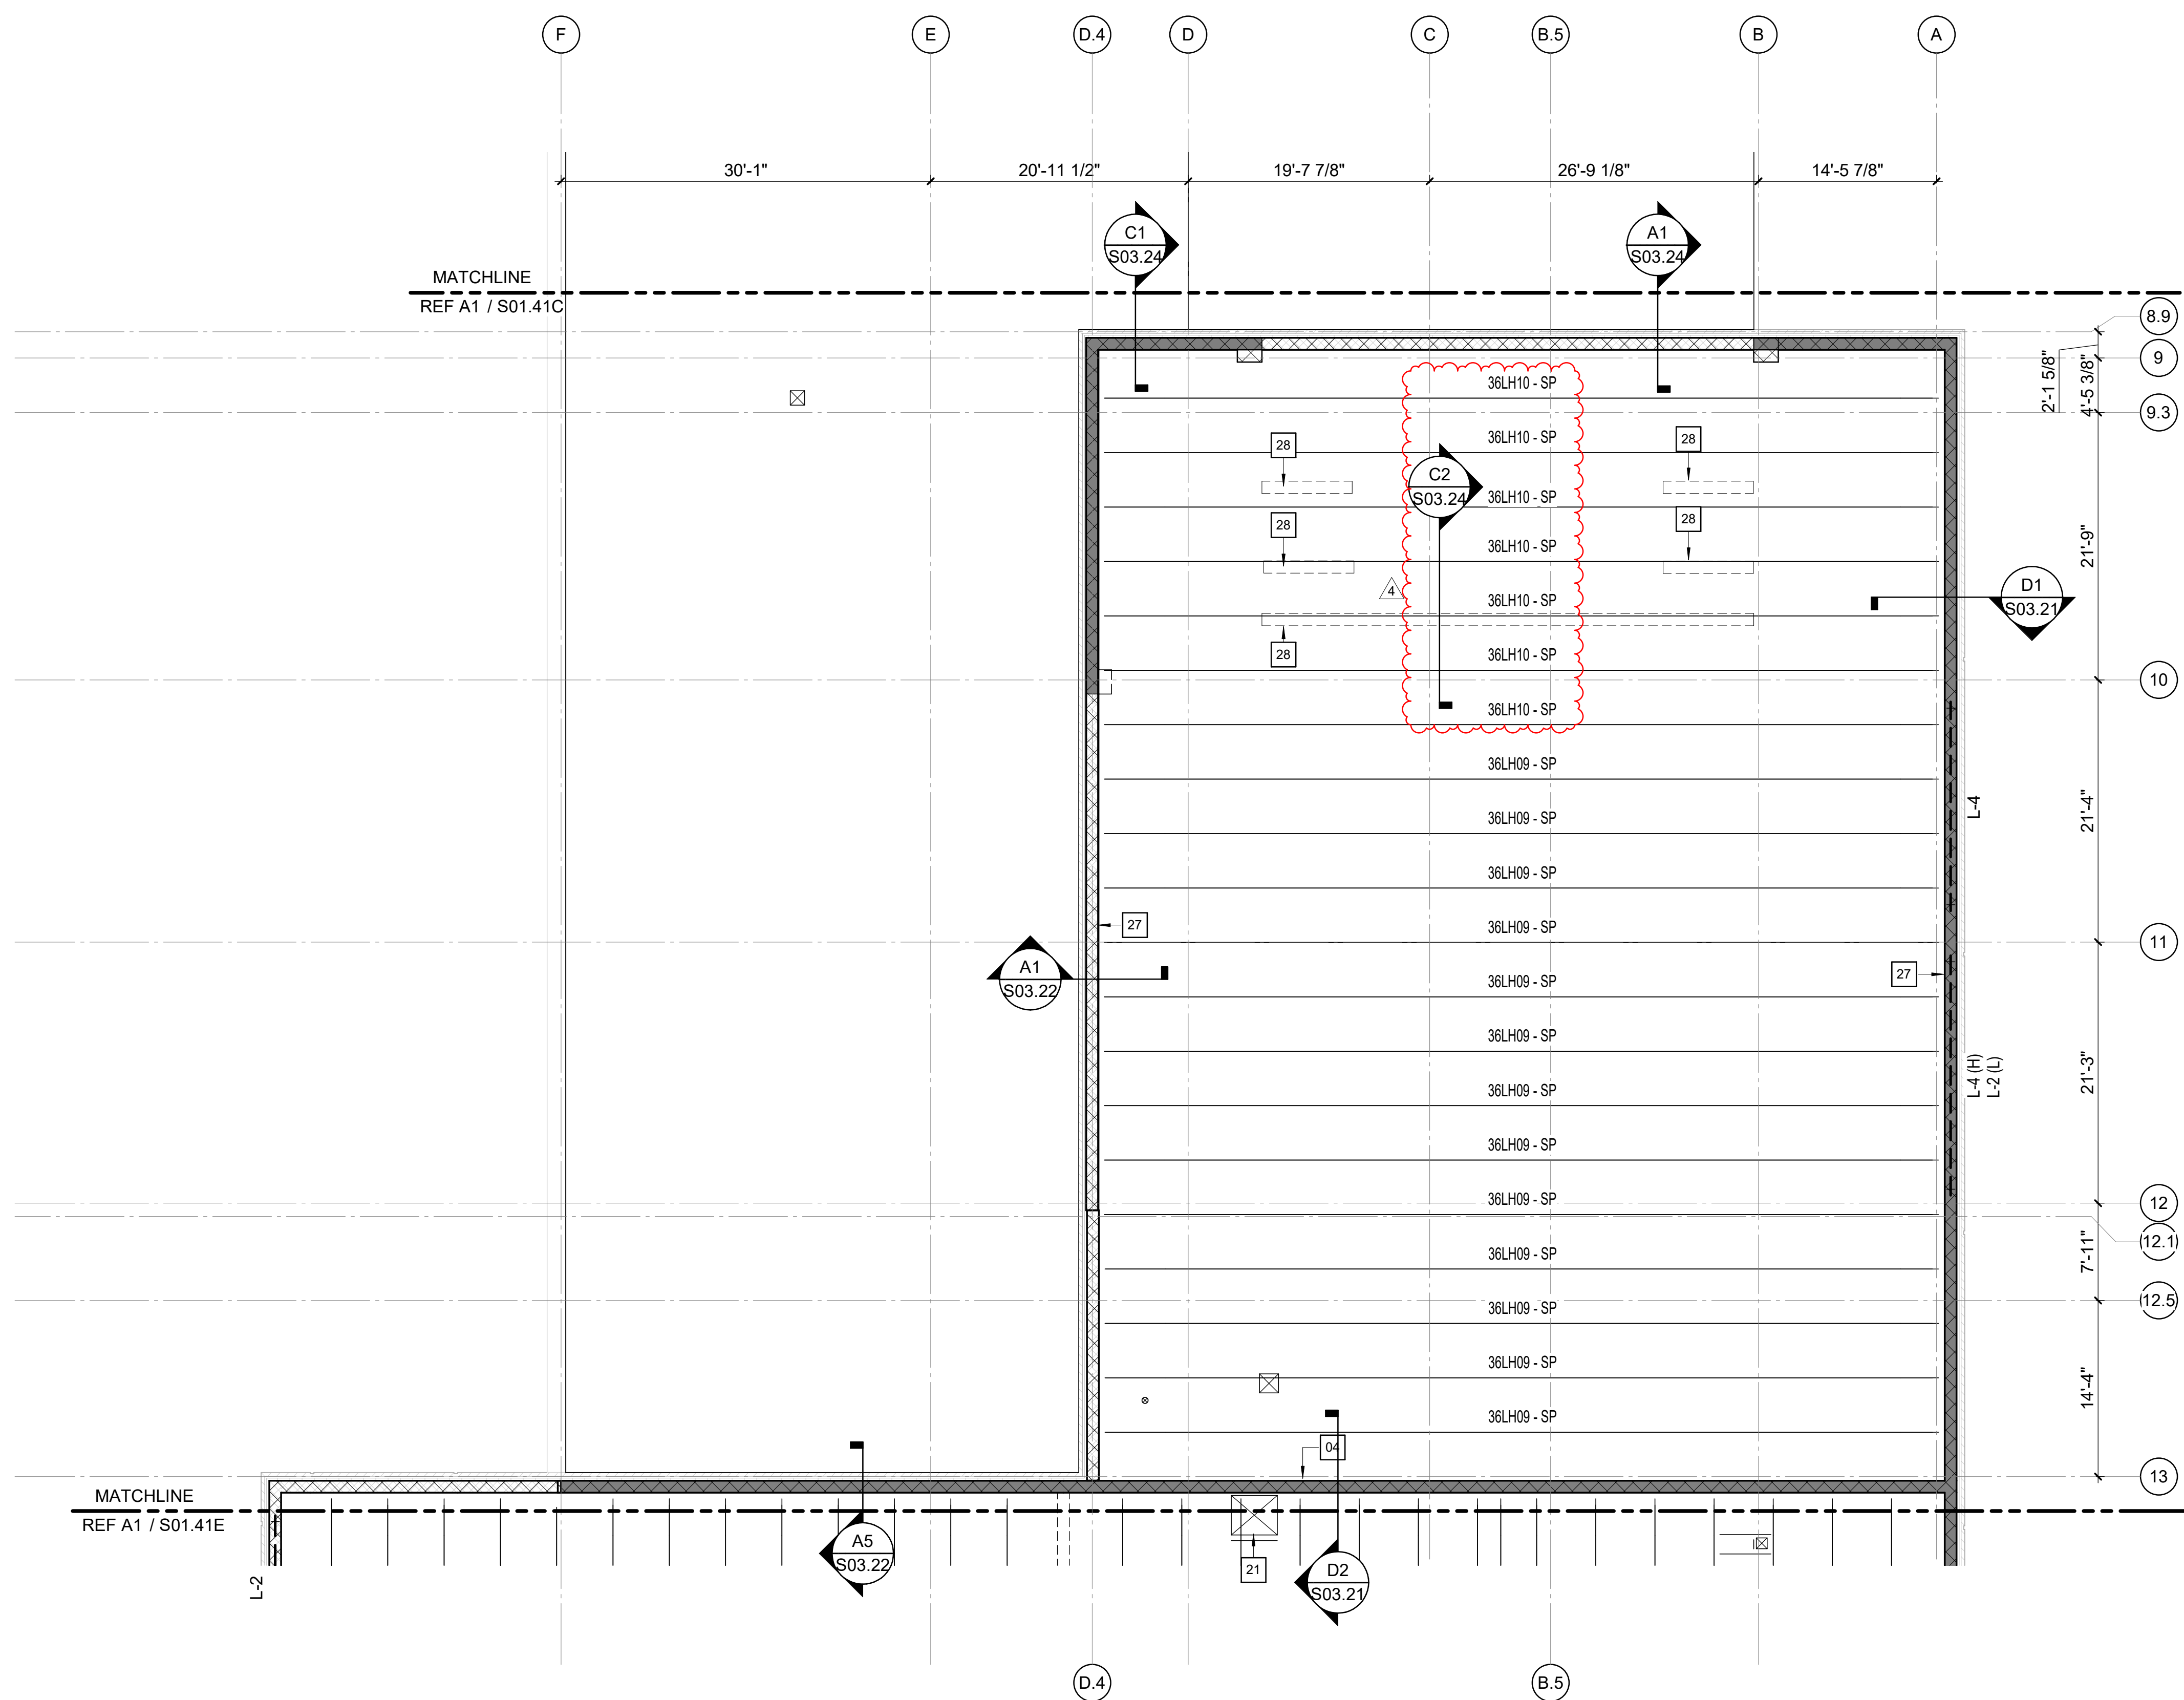 F
E
D.4
D
C
B.5
B
A
30'-1"
20'-11 1/2"
19'-7 7/8"
26'-9 1/8"
14'-5 7/8"
C1
S03.24
A1
S03.24
MATCHLINE
REF A1 / S01.41C
8.9
9
9.3
2'-1 5/8"
4'-5 3/8"
36LH10 - SP
36LH10 - SP
28
28
C2
S03.24
36LH10 - SP
28
28
21'-9"
36LH10 - SP
4
36LH10 - SP
D1
S03.21
28
36LH10 - SP
10
36LH10 - SP
36LH09 - SP
L-4
21'-4"
36LH09 - SP
36LH09 - SP
27
36LH09 - SP
11
A1
S03.22
36LH09 - SP
27
36LH09 - SP
L-4 (H)
L-2 (L)
21'-3"
36LH09 - SP
36LH09 - SP
36LH09 - SP
12
12.1
7'-11"
36LH09 - SP
36LH09 - SP
12.5
36LH09 - SP
14'-4"
36LH09 - SP
04
13
MATCHLINE
REF A1 / S01.41E
A5
S03.22
21
D2
S03.21
L-2
D.4
B.5